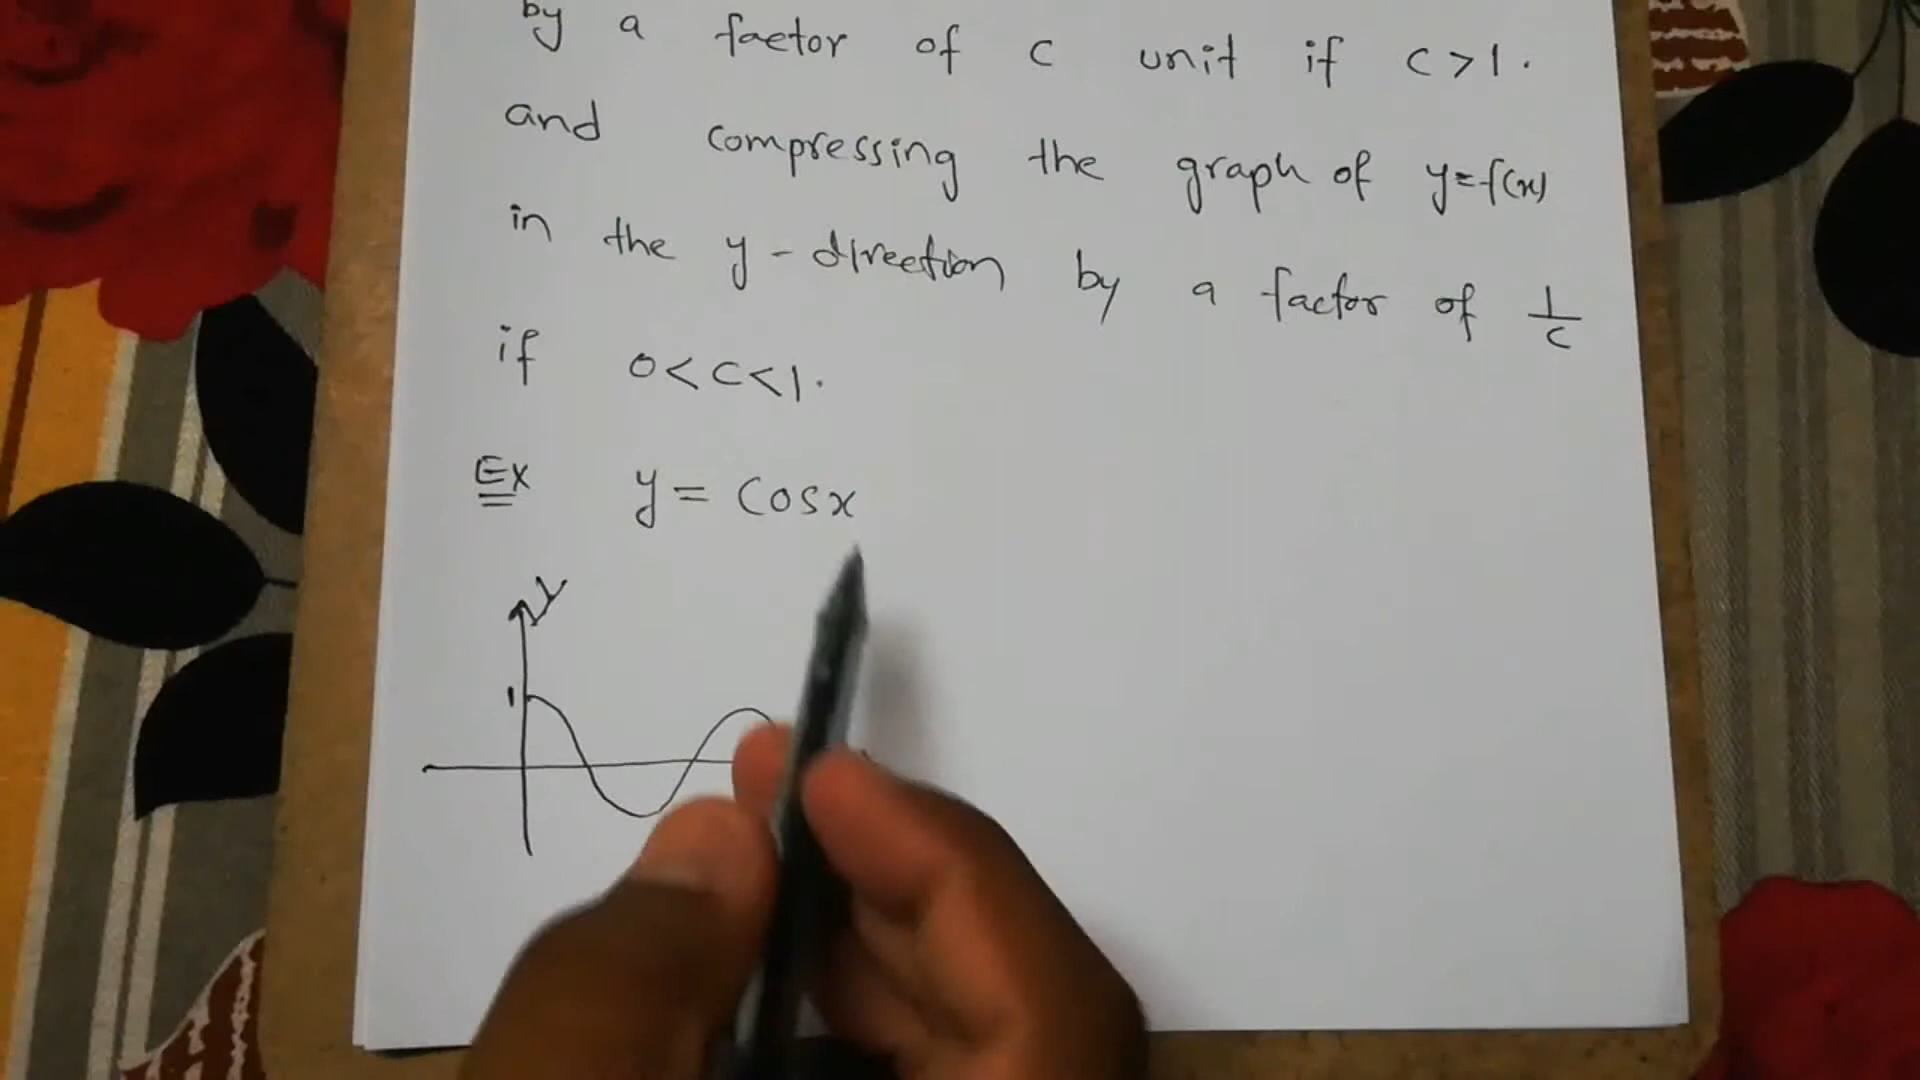 by a factor of c unit if c>1.
and compressing the graph of y=f(x)
in the y-direction by a factor of 1/c
if 0<c<1.
Ex y = cosx
y
1